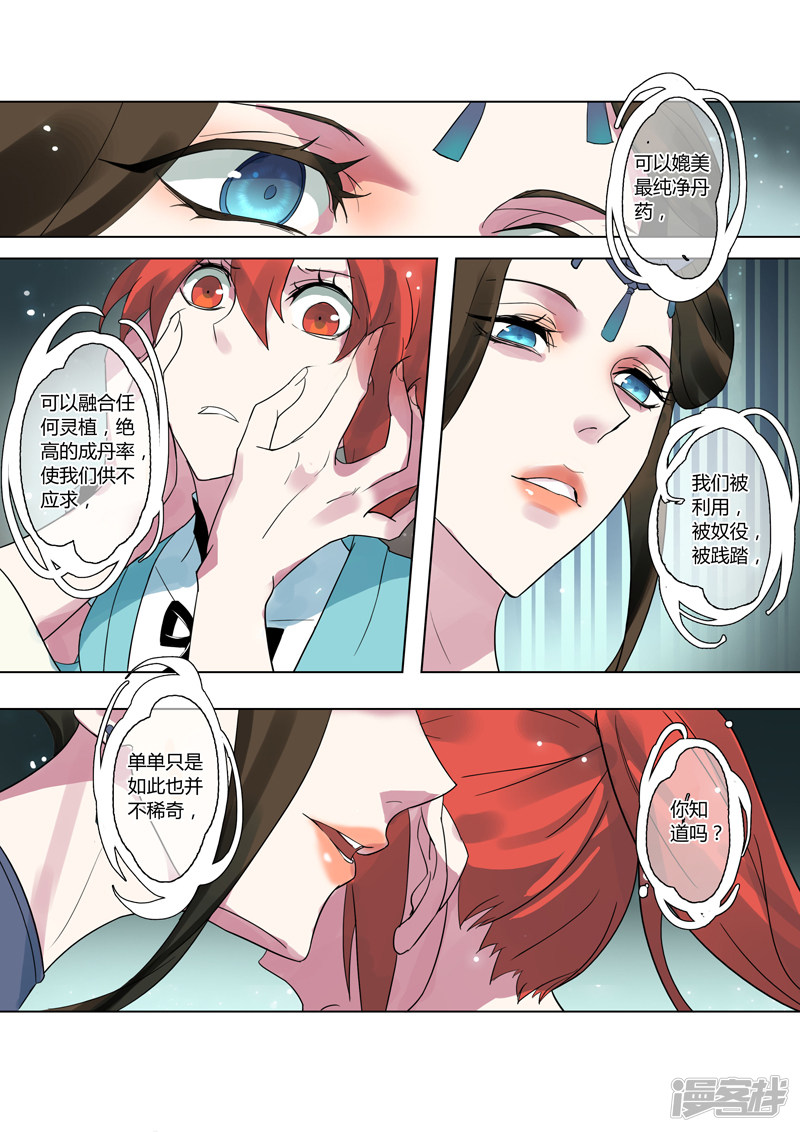 可以媲美
最纯净丹
药，
可以融合任
何灵植，绝
高的成丹率，
使我们供不
应求，
我们被
利用，
被奴役，
被践踏，
单单只是
如此也并
不稀奇，
你知
道吗？
漫客栈